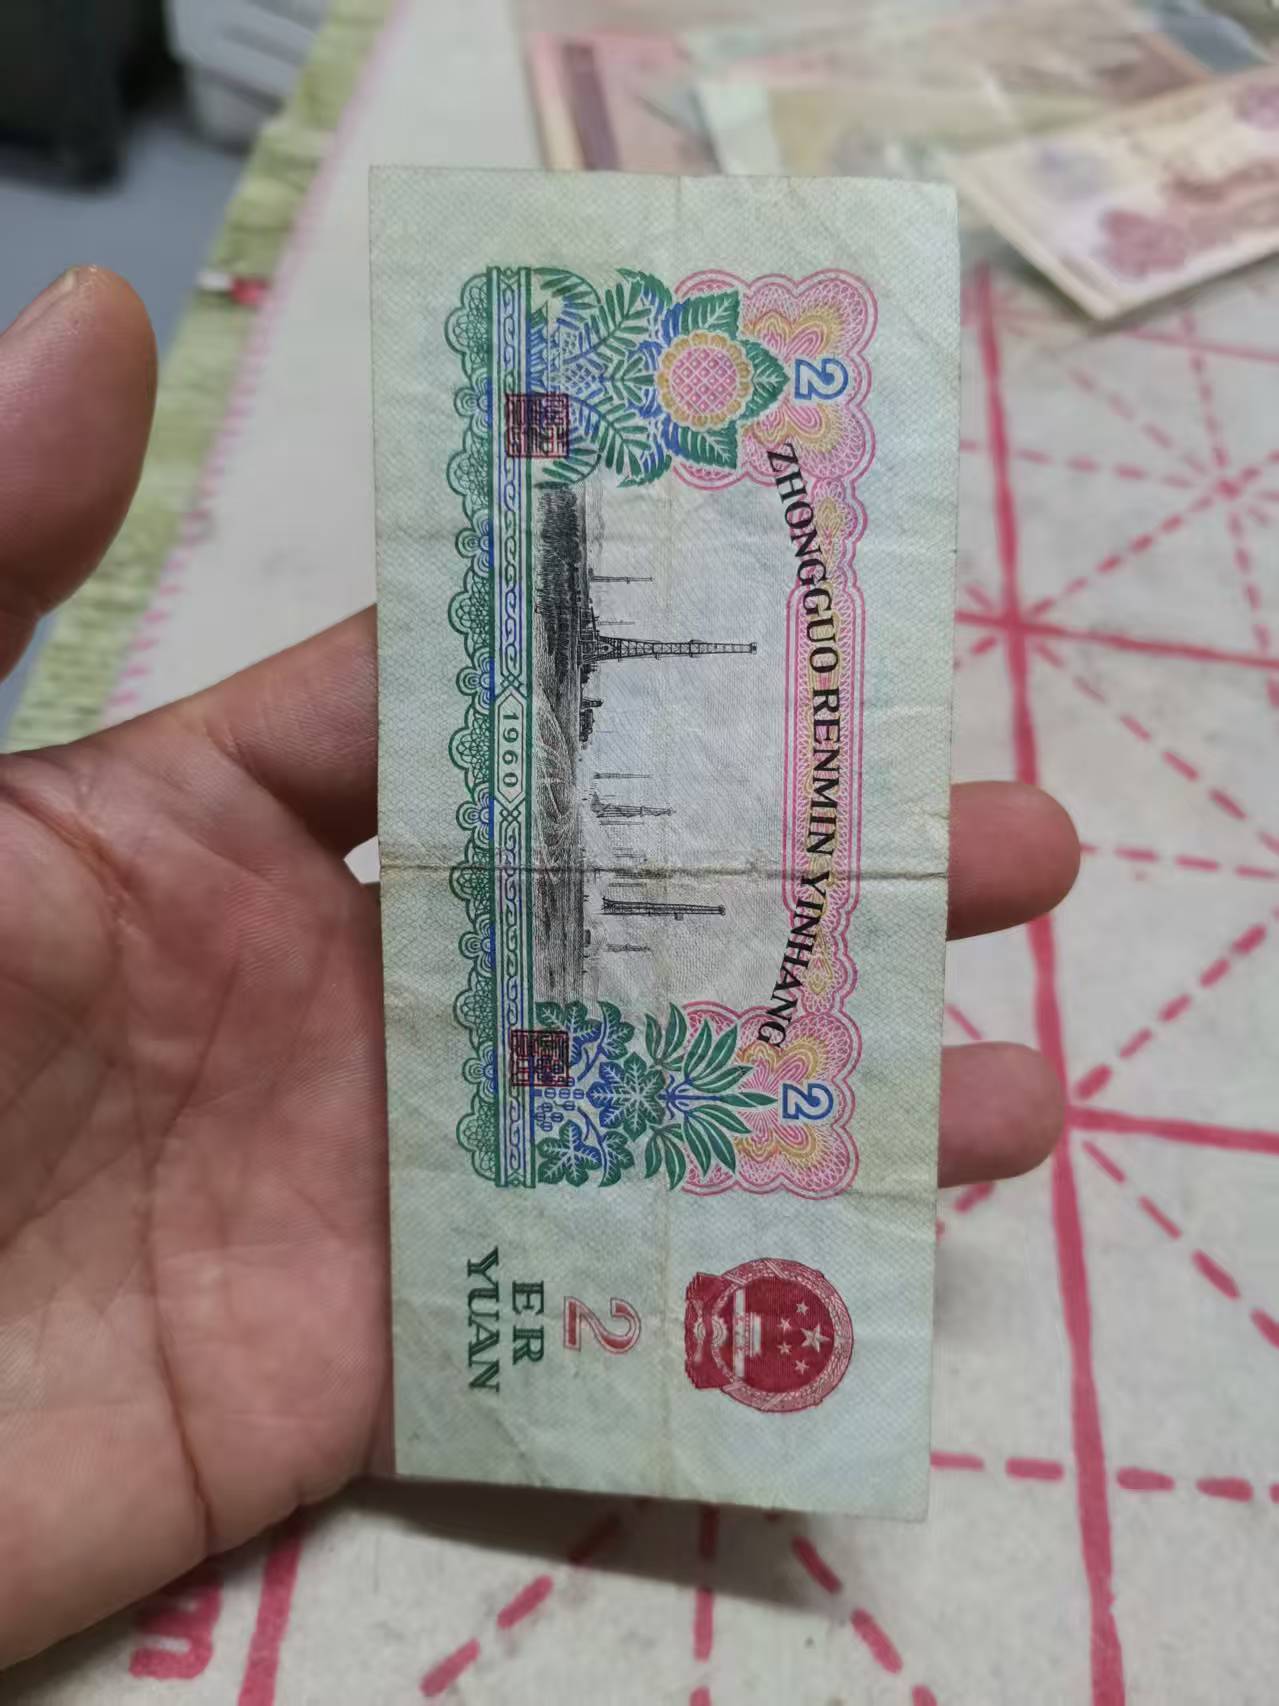 ZHONGGUO RENMIN YINHANG
2
2
1960
2
ER
YUAN